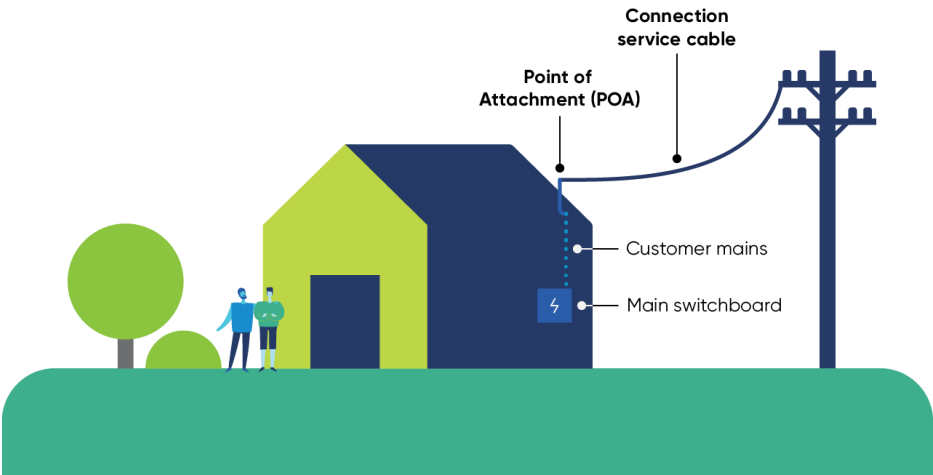 Connection
service cable
Point of
Attachment (POA)
Customer mains
Main switchboard